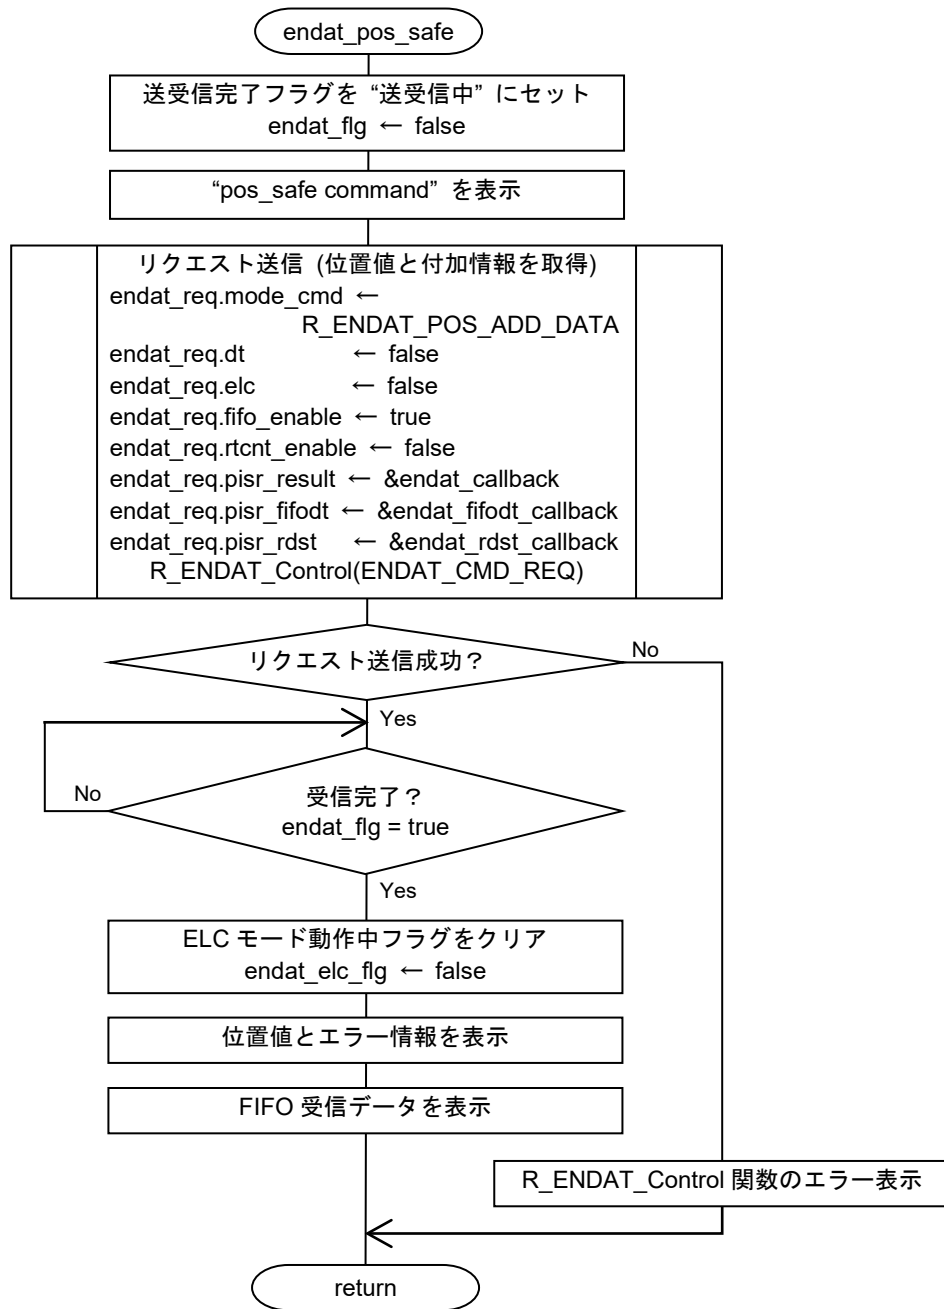 endat_pos_safe
送受信完了フラグを “送受信中” にセット
endat_flg ← false
“pos_safe command” を表示
リクエスト送信 (位置値と付加情報を取得)
endat_req.mode_cmd ←
R_ENDAT_POS_ADD_DATA
endat_req.dt ← false
endat_req.elc ← false
endat_req.fifo_enable ← true
endat_req.rtcnt_enable ← false
endat_req.pisr_result ← &endat_callback
endat_req.pisr_fifodt ← &endat_fifodt_callback
endat_req.pisr_rdst ← &endat_rdst_callback
R_ENDAT_Control(ENDAT_CMD_REQ)
リクエスト送信成功？
No
Yes
No
受信完了？
endat_flg = true
Yes
ELC モード動作中フラグをクリア
endat_elc_flg ← false
位置値とエラー情報を表示
FIFO 受信データを表示
R_ENDAT_Control 関数のエラー表示
return